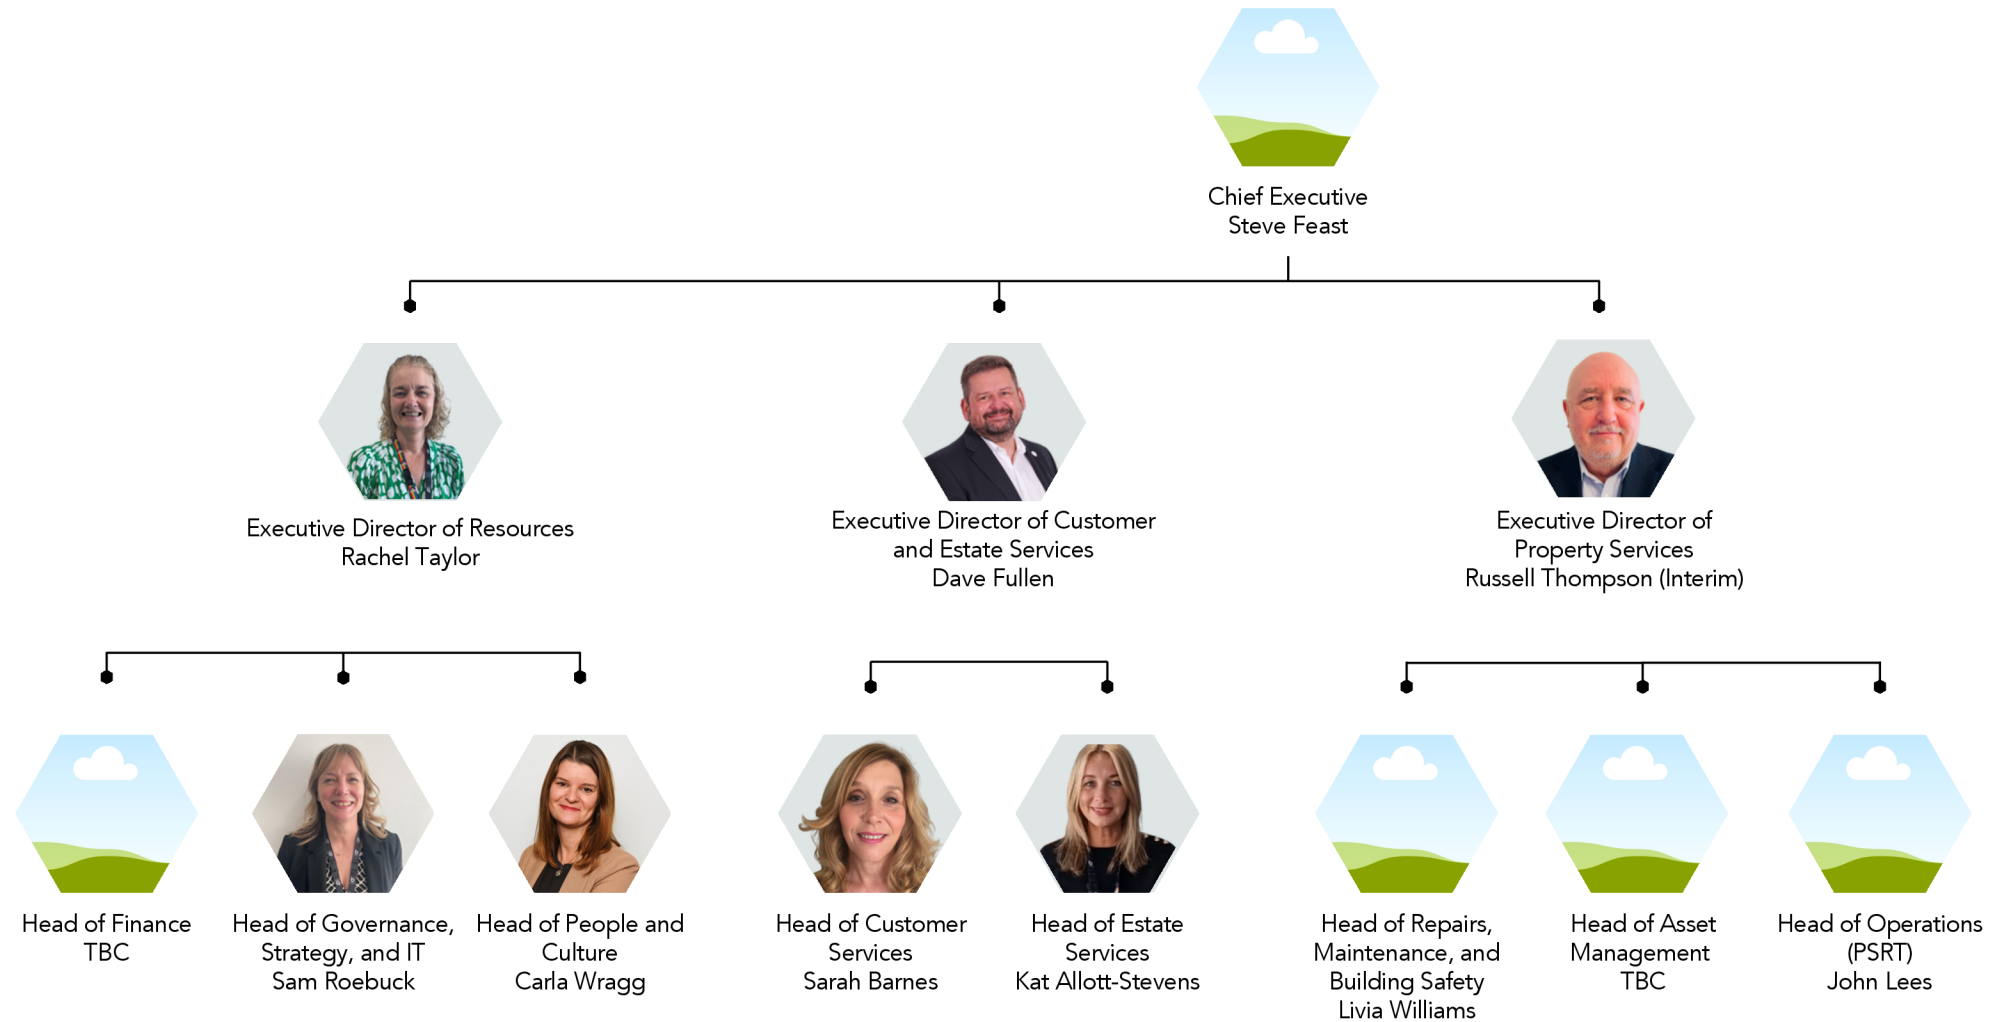 Chief Executive
Steve Feast
Executive Director of Resources
Rachel Taylor
Executive Director of Customer
and Estate Services
Dave Fullen
Executive Director of
Property Services
Russell Thompson (Interim)
Head of Finance
TBC
Head of Governance,
Strategy, and IT
Sam Roebuck
Head of People and
Culture
Carla Wragg
Head of Customer
Services
Sarah Barnes
Head of Estate
Services
Kat Allott-Stevens
Head of Repairs,
Maintenance, and
Building Safety
Livia Williams
Head of Asset
Management
TBC
Head of Operations
(PSRT)
John Lees